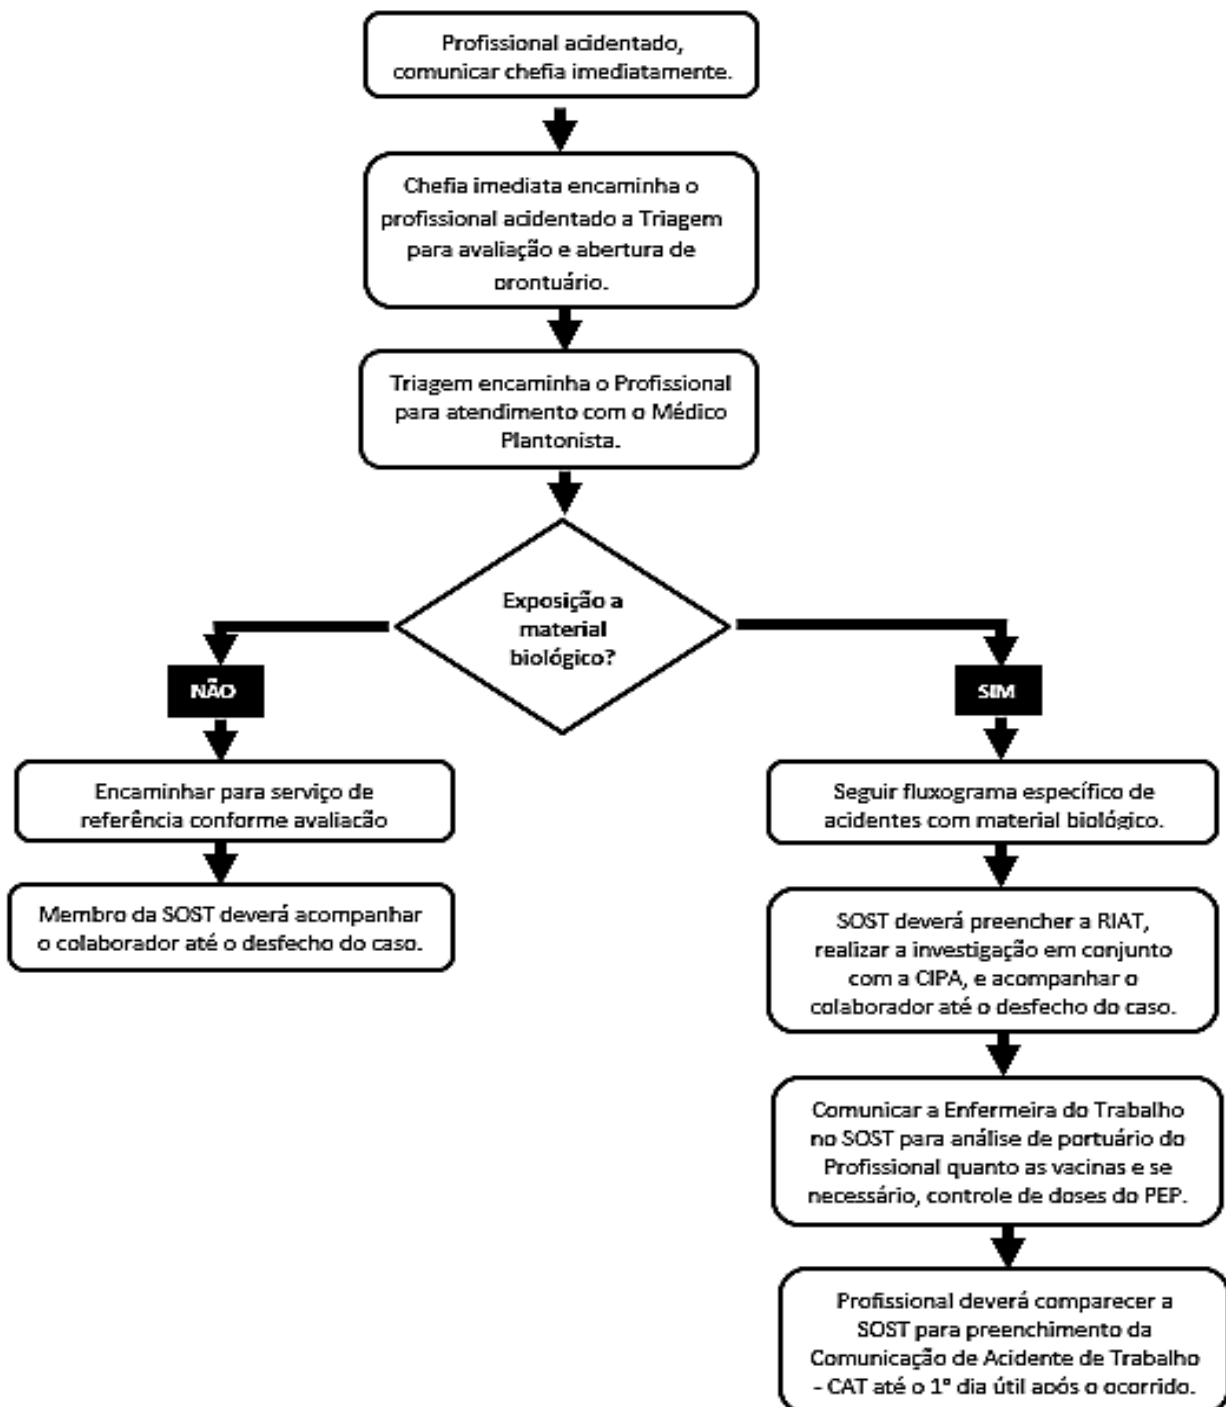 Profissional acidentado,
comunicar chefia imediatamente.
Chefia imediata encaminha o
profissional acidentado a Triagem
para avaliação e abertura de
prontuário.
Triagem encaminha o Profissional
para atendimento com o Médico
Plantonista.
Exposição a
material
biológico?
NÃO
SIM
Encaminhar para serviço de
referência conforme avaliação
Membro da SOST deverá acompanhar
o colaborador até o desfecho do caso.
Seguir fluxograma específico de
acidentes com material biológico.
SOST deverá preencher a RIAT,
realizar a investigação em conjunto
com a CIPA, e acompanhar o
colaborador até o desfecho do caso.
Comunicar a Enfermeira do Trabalho
no SOST para análise de portuário do
Profissional quanto as vacinas e se
necessário, controle de doses do PEP.
Profissional deverá comparecer a
SOST para preenchimento da
Comunicação de Acidente de Trabalho
- CAT até o 1º dia útil após o ocorrido.